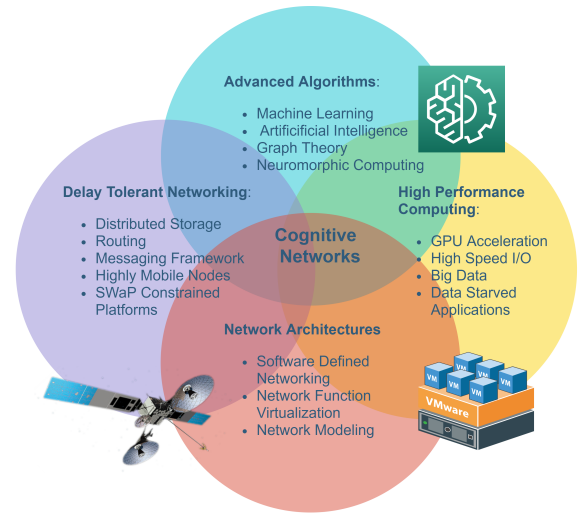 Advanced Algorithms:
• Machine Learning
• Artificificial Intelligence
• Graph Theory
• Neuromorphic Computing
Delay Tolerant Networking:
• Distributed Storage
• Routing
• Messaging Framework
• Highly Mobile Nodes
• SWaP Constrained
Platforms
High Performance
Computing:
• GPU Acceleration
• High Speed I/O
• Big Data
• Data Starved
Applications
Cognitive
Networks
Network Architectures
• Software Defined
Networking
• Network Function
Virtualization
• Network Modeling
VM
VM
VM
VM
VM
VM
VMware